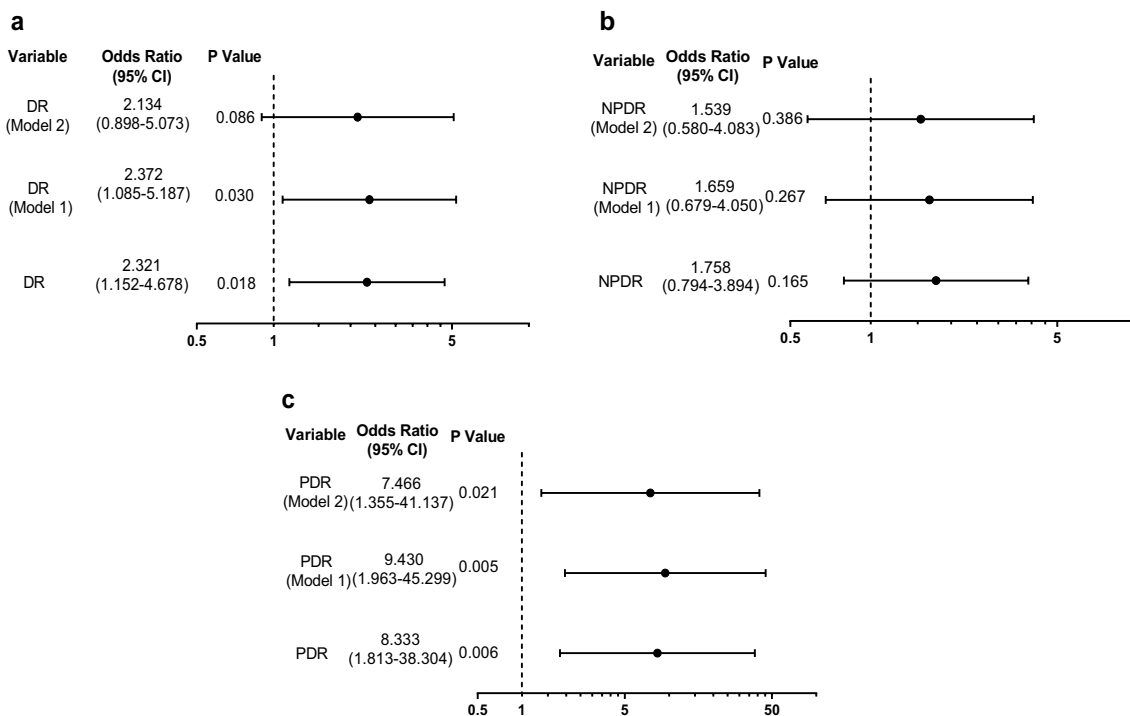 a
Variable Odds Ratio P Value
(95% CI)
DR 2.134
(Model 2) (0.898-5.073) 0.086
DR 2.372
(Model 1) (1.085-5.187) 0.030
DR 2.321
(1.152-4.678) 0.018
0.5 1 5
b
Variable Odds Ratio P Value
(95% CI)
NPDR 1.539
(Model 2) (0.580-4.083) 0.386
NPDR 1.659
(Model 1) (0.679-4.050) 0.267
NPDR 1.758
(0.794-3.894) 0.165
0.5 1 5
c
Variable Odds Ratio P Value
(95% CI)
PDR 7.466
(Model 2) (1.355-41.137) 0.021
PDR 9.430
(Model 1) (1.963-45.299) 0.005
PDR 8.333
(1.813-38.304) 0.006
0.5 1 5 50